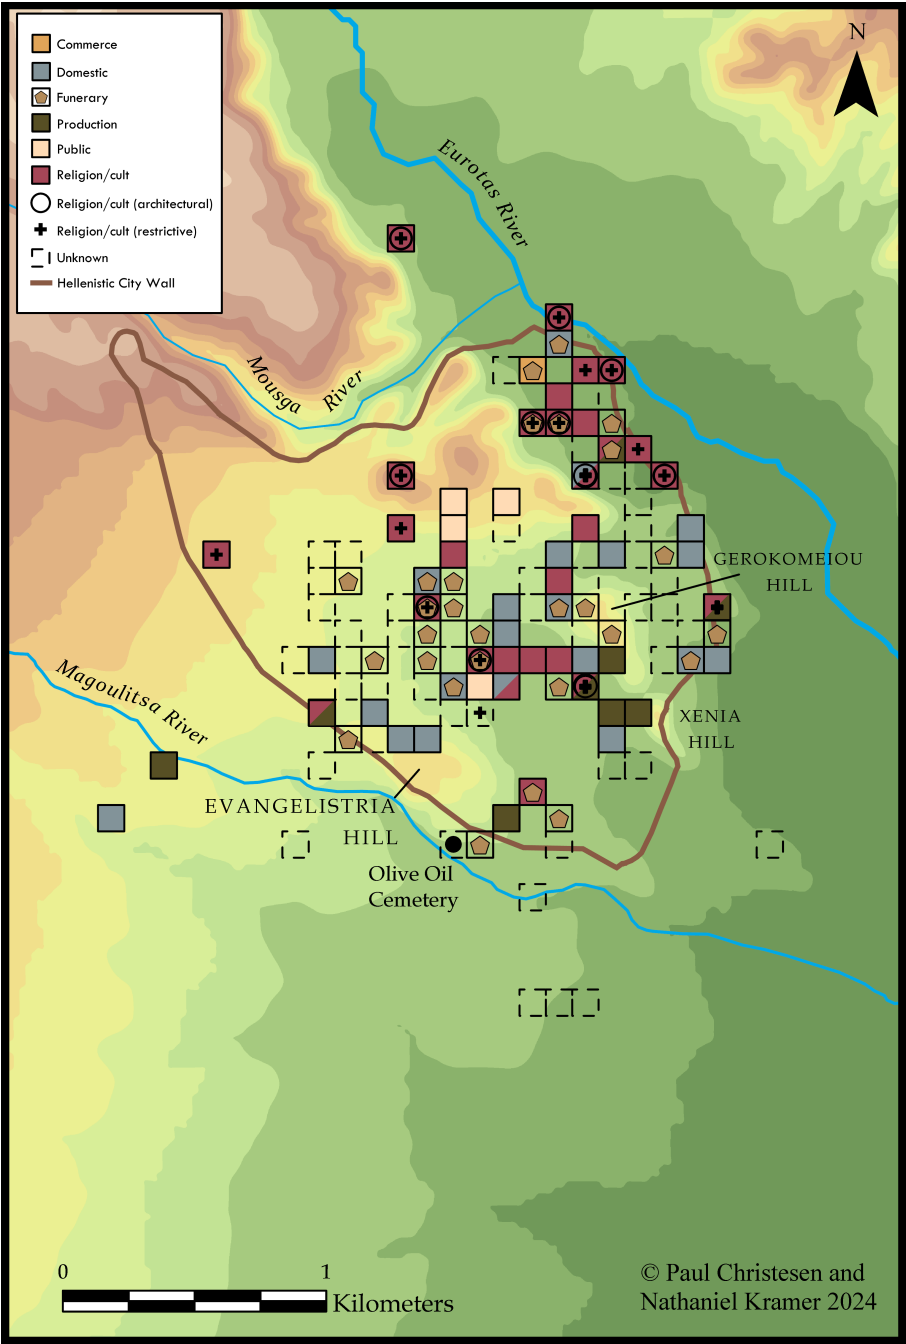 Commerce
Domestic
Funerary
Production
Public
Religion/cult
Religion/cult (architectural)
Religion/cult (restrictive)
Unknown
Hellenistic City Wall
N
Eurotas River
Mousga River
GEROKOMEIOU
HILL
Magoulitsa River
XENIA
HILL
EVANGELISTRIA
HILL
Olive Oil
Cemetery
0 1
Kilometers
© Paul Christesen and
Nathaniel Kramer 2024